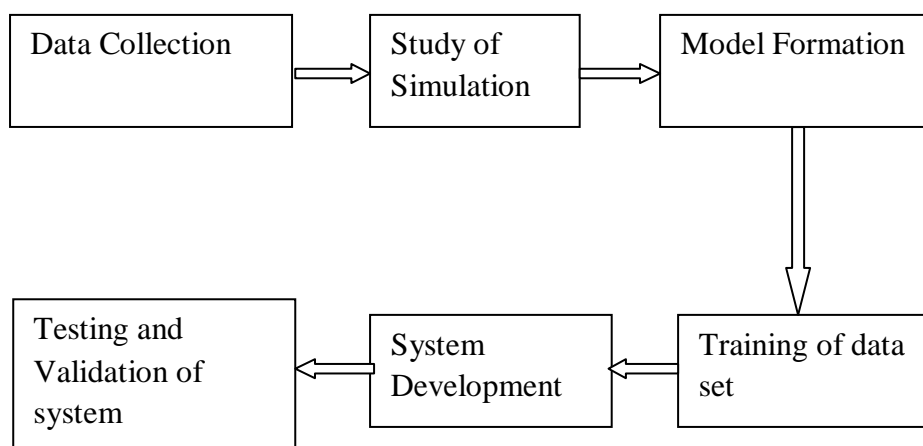 Data Collection
Study of
Simulation
Model Formation
Training of data
set
System
Development
Testing and
Validation of
system